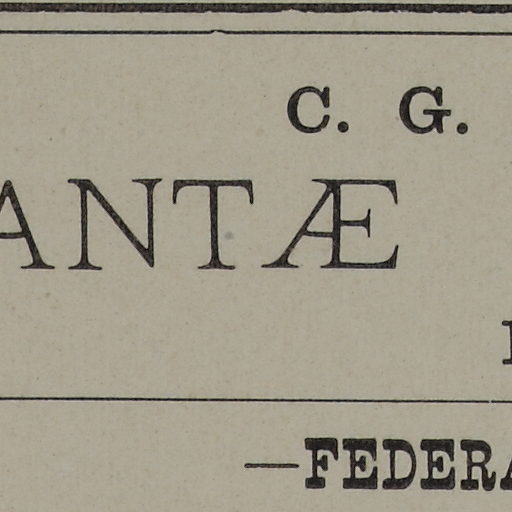 C. G.
ANTÆ
—FEDERA